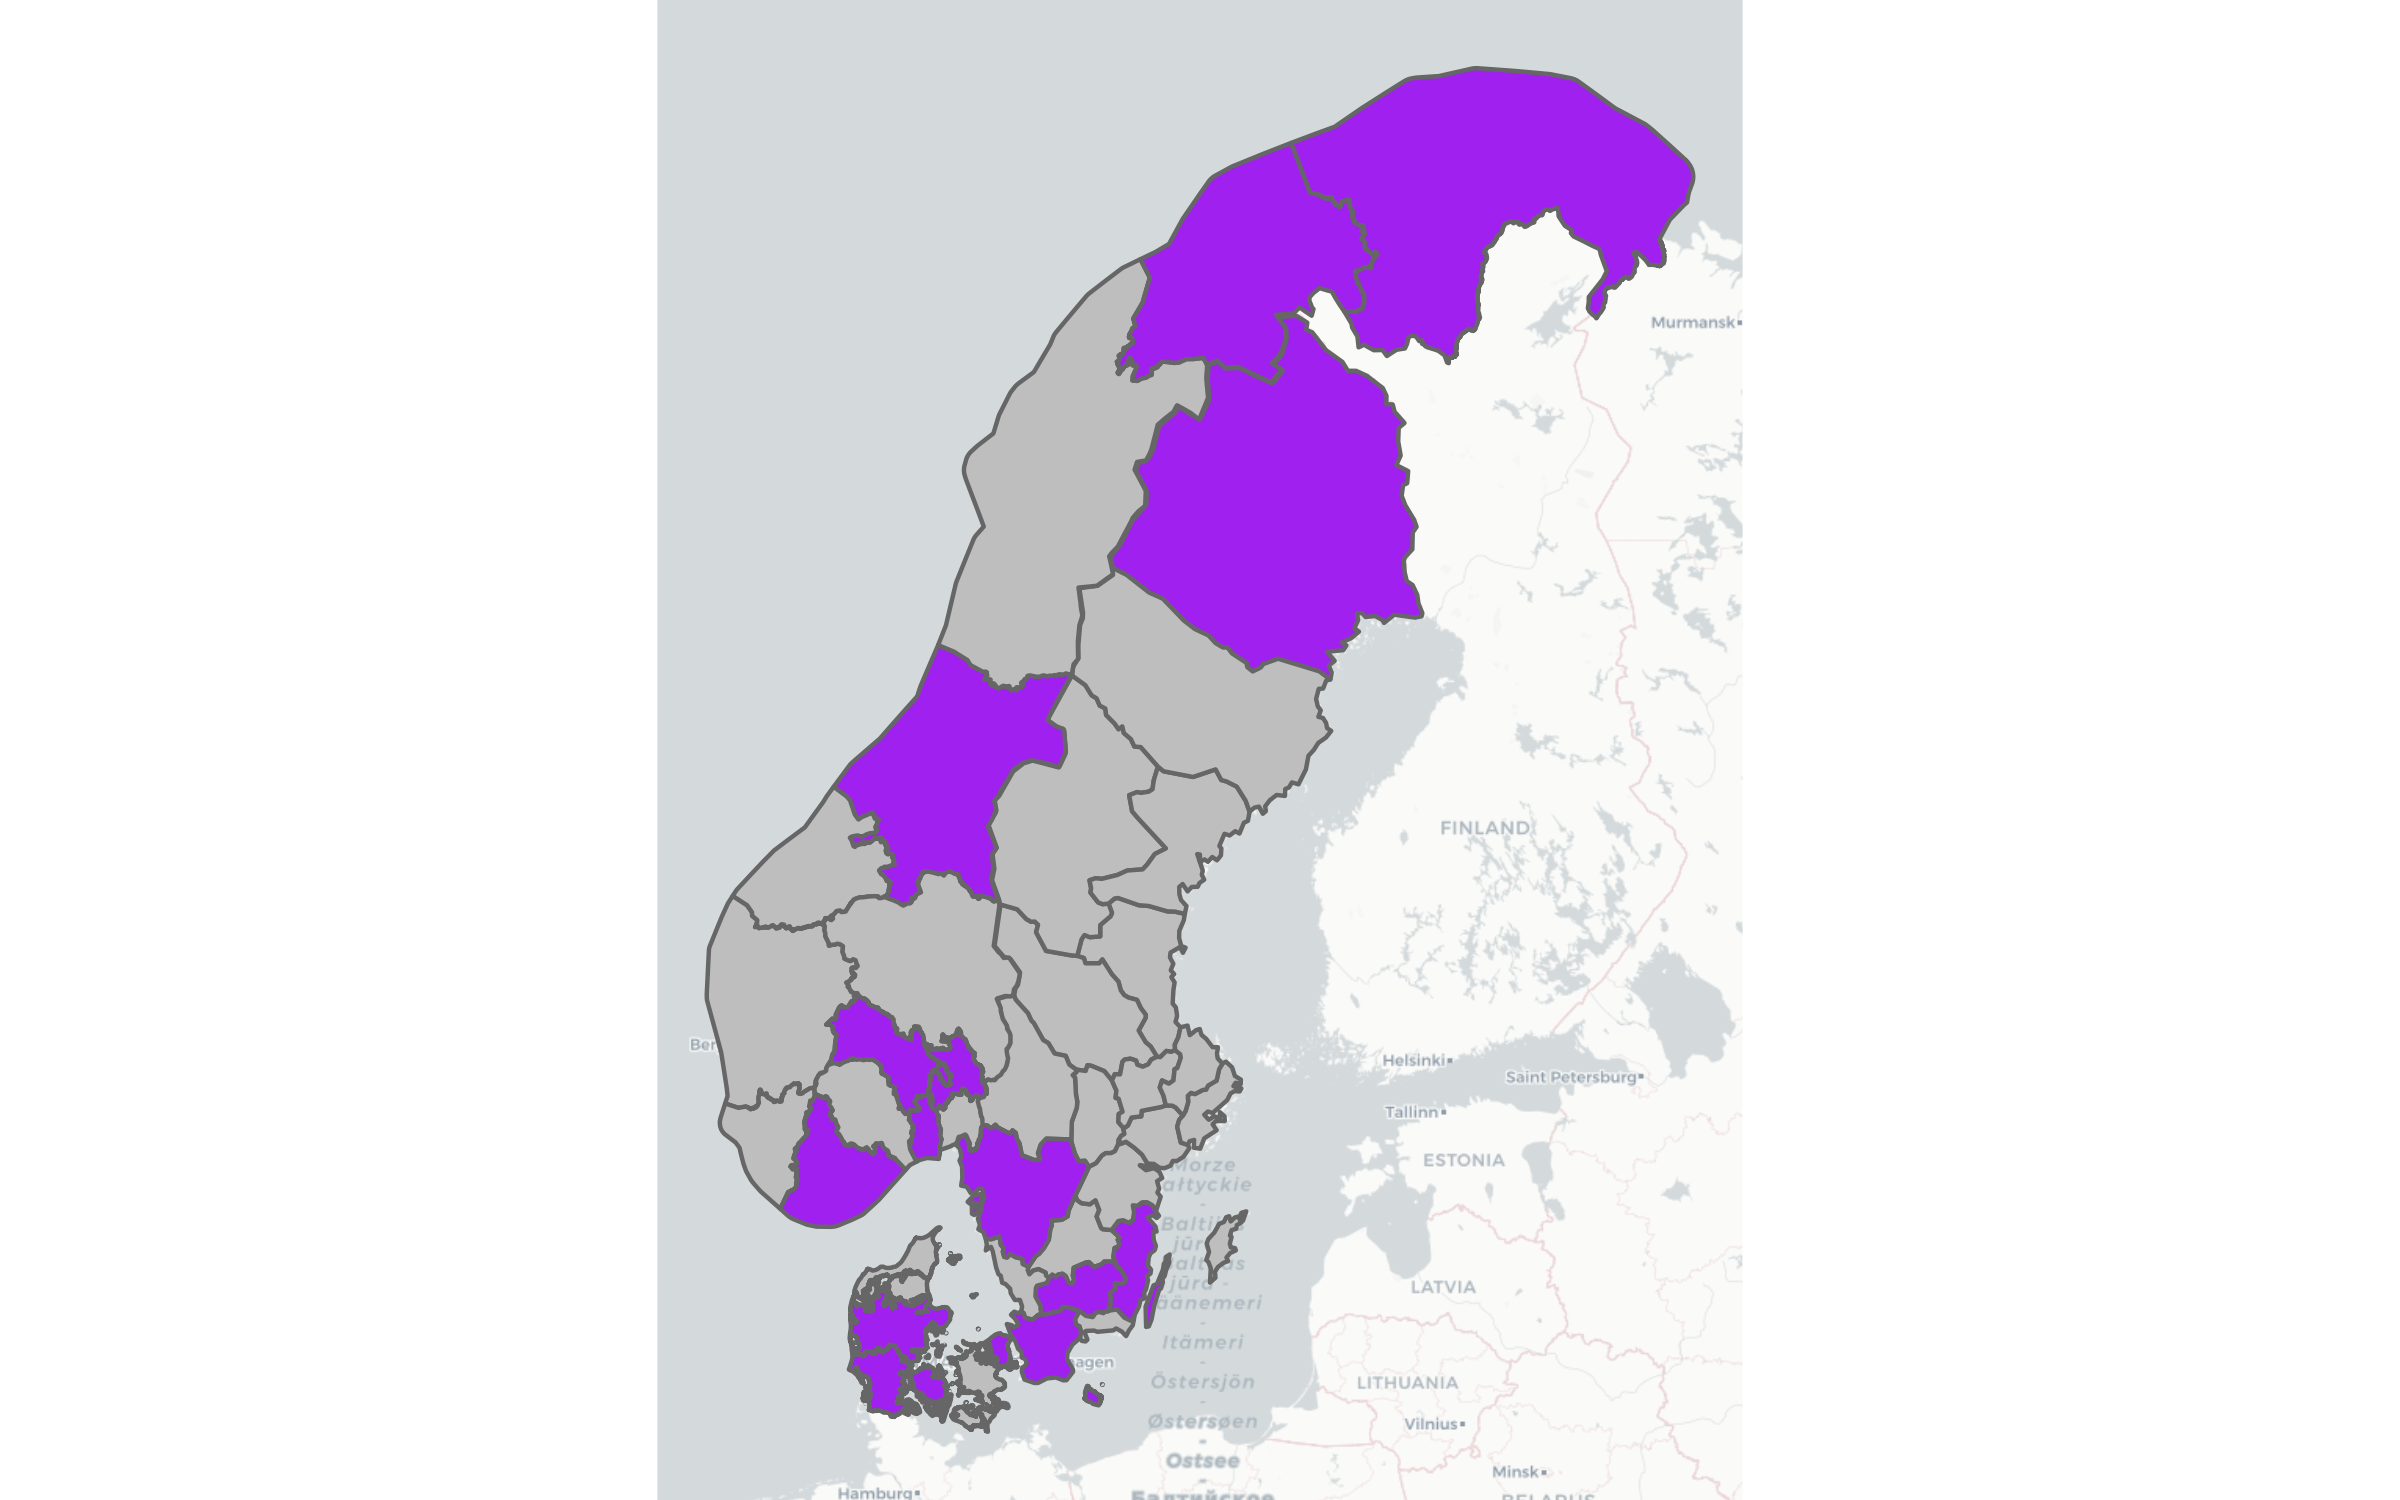 Murmansk
FINLAND
Ber
Helsinki
Saint Petersburg
Tallinn
Morze
ałtyckie
-
ESTONIA
-
Balti
jūr
LATVIA
jūra -
äänemeri
-
Itämeri
-
agen
Östersjön
LITHUANIA
-
Østersøen
Vilnius
-
Ostsee
Minsk
-
Hamburg
Балтийское
BELARUS